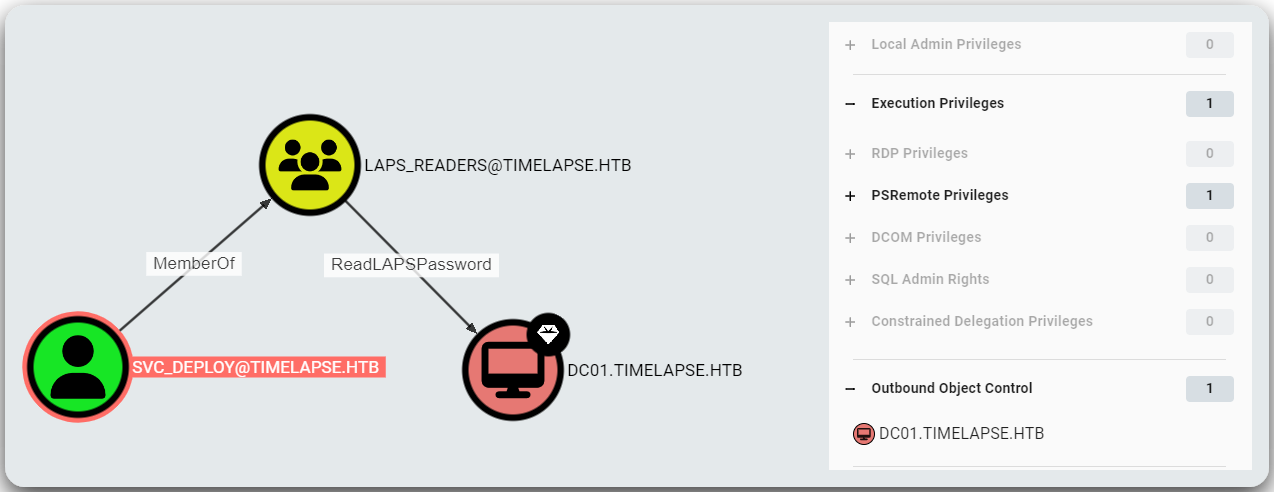 LAPS_READERS@TIMELAPSE.HTB
MemberOf
ReadLAPSPassword
SVC_DEPLOY@TIMELAPSE.HTB
DC01.TIMELAPSE.HTB
+ Local Admin Privileges 0
− Execution Privileges 1
+ RDP Privileges 0
+ PSRemote Privileges 1
+ DCOM Privileges 0
+ SQL Admin Rights 0
+ Constrained Delegation Privileges 0
− Outbound Object Control 1
DC01.TIMELAPSE.HTB